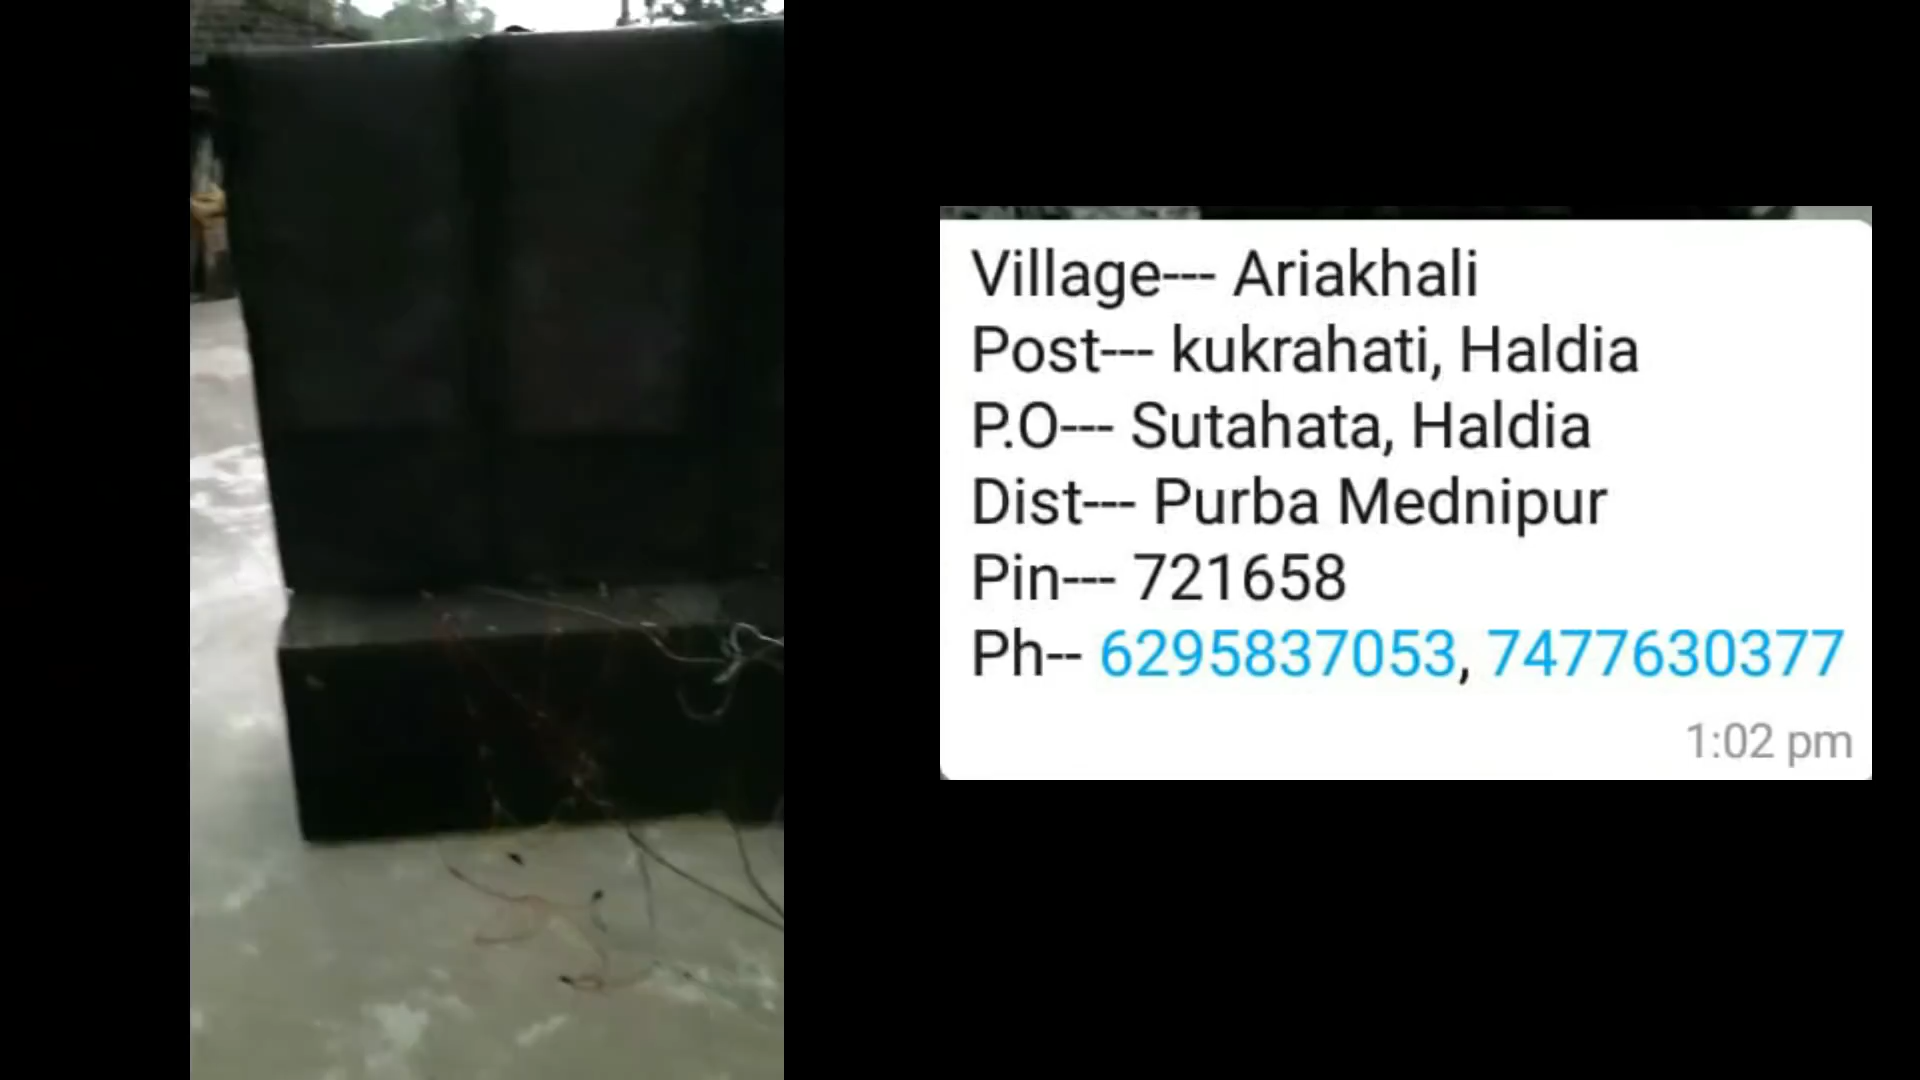 Village--- Ariakhali
Post--- kukrahati, Haldia
P.O--- Sutahata, Haldia
Dist--- Purba Mednipur
Pin--- 721658
Ph-- 6295837053, 7477630377
1:02 pm